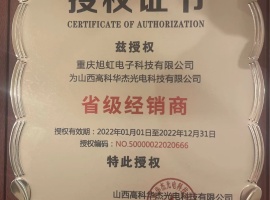 授权证书
CERTIFICATE OF AUTHORIZATION
兹授权
重庆旭虹电子科技有限公司
为山西高科华杰光电科技有限公司
省级经销商
授权有效期：2022年01月01日至2022年12月31日
授权编码：NO.50000022020666
特此授权
山西高科华杰光电科技有限公司